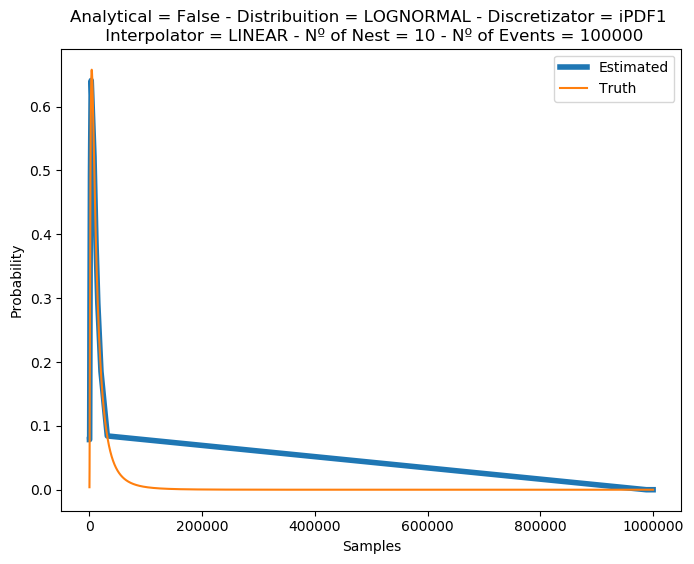 Analytical = False - Distribuition = LOGNORMAL - Discretizator = iPDF1
Interpolator = LINEAR - Nº of Nest = 10 - Nº of Events = 100000
Estimated
Truth
0.6
0.5
0.4
0.3
0.2
0.1
0.0
Probability
0 200000 400000 600000 800000 1000000
Samples